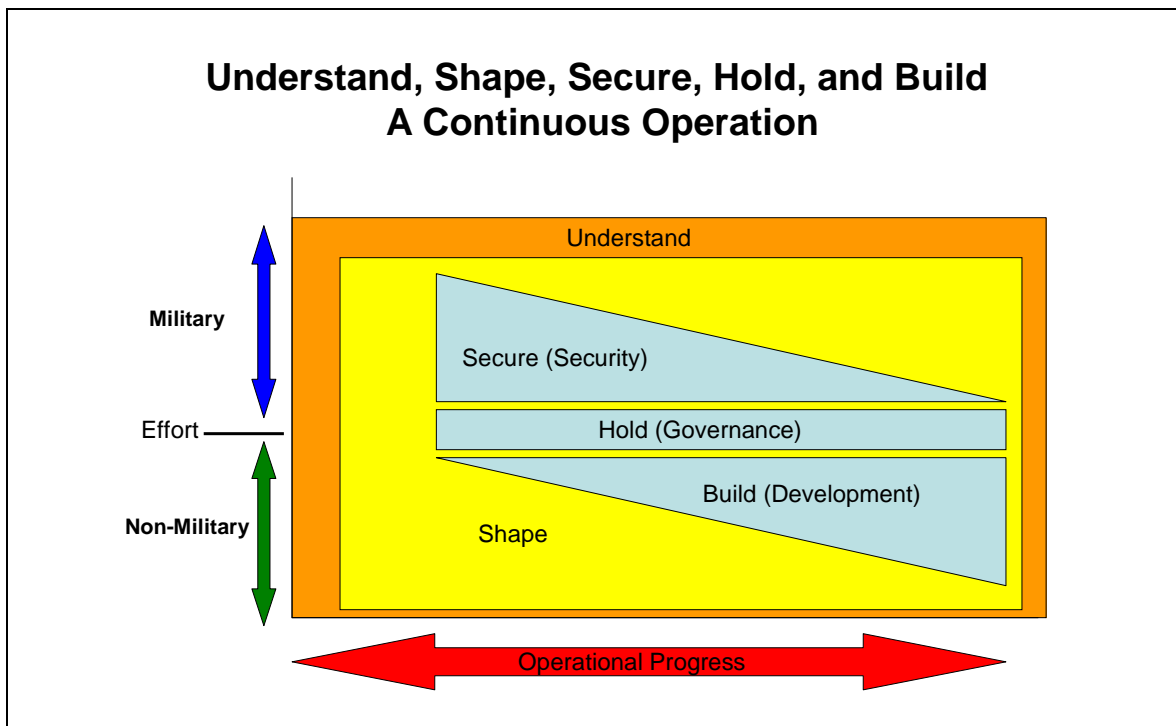 Understand, Shape, Secure, Hold, and Build
A Continuous Operation
Understand
Military
Secure (Security)
Effort
Hold (Governance)
Build (Development)
Non-Military
Shape
Operational Progress